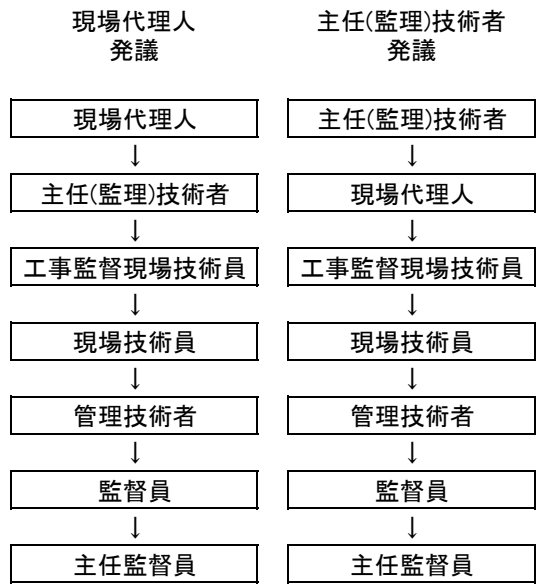 現場代理人
発議
現場代理人
↓
主任(監理)技術者
↓
工事監督現場技術員
↓
現場技術員
↓
管理技術者
↓
監督員
↓
主任監督員
主任(監理)技術者
発議
主任(監理)技術者
↓
現場代理人
↓
工事監督現場技術員
↓
現場技術員
↓
管理技術者
↓
監督員
↓
主任監督員